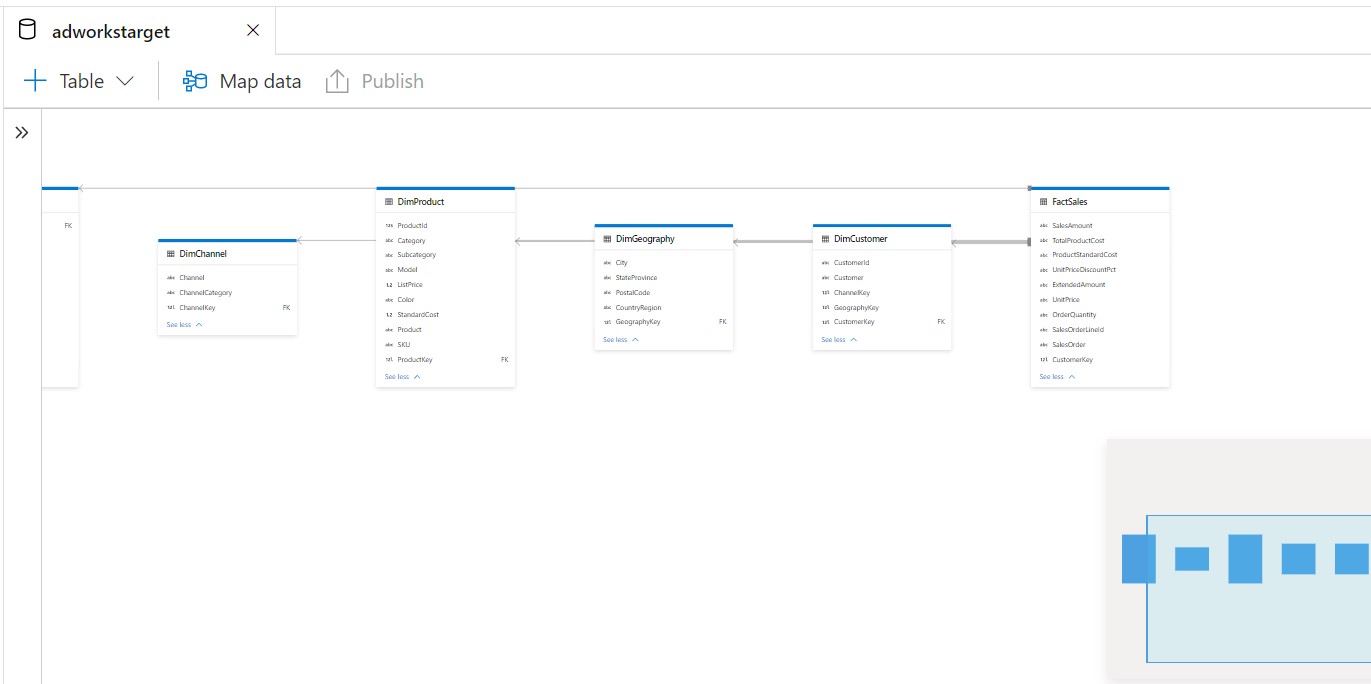 adworkstarget
Table
Map data
Publish
FK
DimChannel
abc Channel
abc ChannelCategory
123 ChannelKey FK
See less
DimProduct
123 ProductId
abc Category
abc Subcategory
abc Model
1.2 ListPrice
abc Color
1.2 StandardCost
abc Product
abc SKU
123 ProductKey FK
See less
DimGeography
abc City
abc StateProvince
abc PostalCode
abc CountryRegion
123 GeographyKey FK
See less
DimCustomer
abc CustomerId
abc Customer
123 ChannelKey
123 GeographyKey
123 CustomerKey FK
See less
FactSales
abc SalesAmount
abc TotalProductCost
abc ProductStandardCost
abc UnitPriceDiscountPct
abc ExtendedAmount
abc UnitPrice
abc OrderQuantity
abc SalesOrderLineId
abc SalesOrder
123 CustomerKey
See less